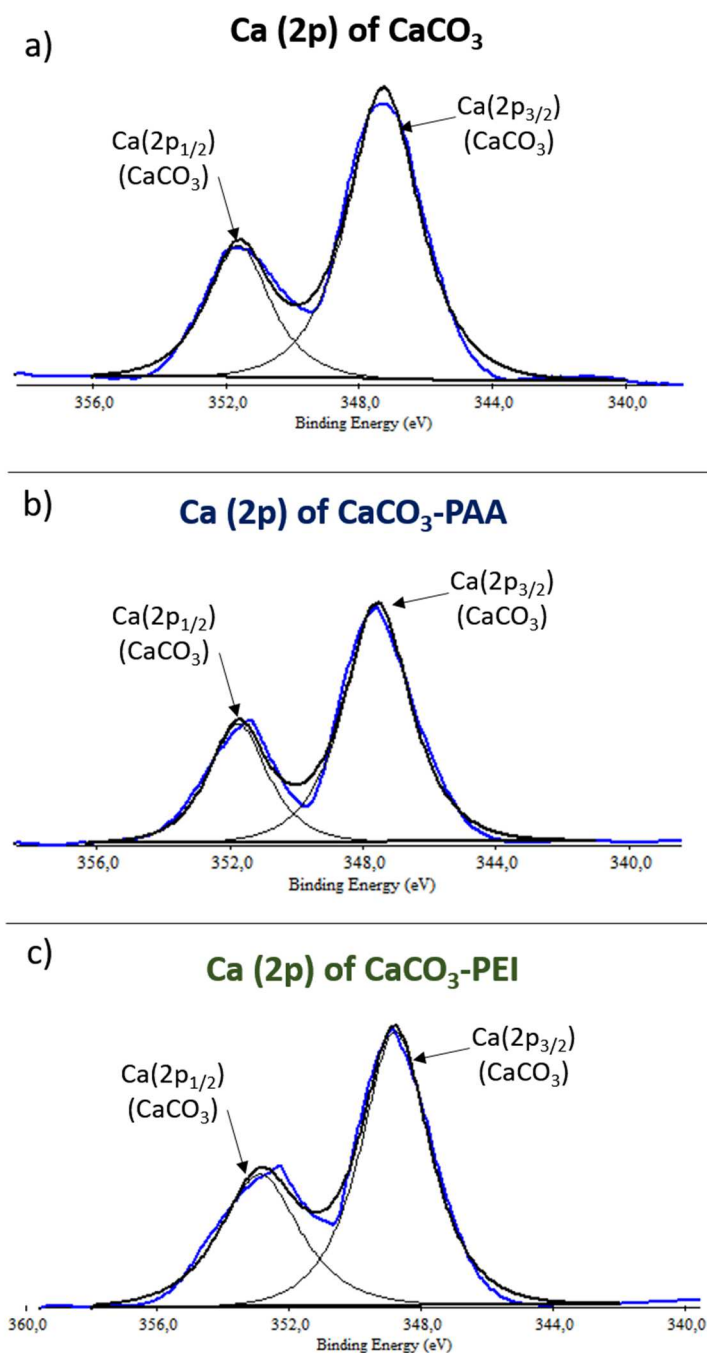 a)
Ca (2p) of CaCO₃
Ca(2p₃/₂)
(CaCO₃)
Ca(2p₁/₂)
(CaCO₃)
356,0 352,0 348,0 344,0 340,0
Binding Energy (eV)
b)
Ca (2p) of CaCO₃-PAA
Ca(2p₃/₂)
(CaCO₃)
Ca(2p₁/₂)
(CaCO₃)
356,0 352,0 348,0 344,0 340,0
Binding Energy (eV)
c)
Ca (2p) of CaCO₃-PEI
Ca(2p₃/₂)
(CaCO₃)
Ca(2p₁/₂)
(CaCO₃)
360,0 356,0 352,0 348,0 344,0 340,0
Binding Energy (eV)